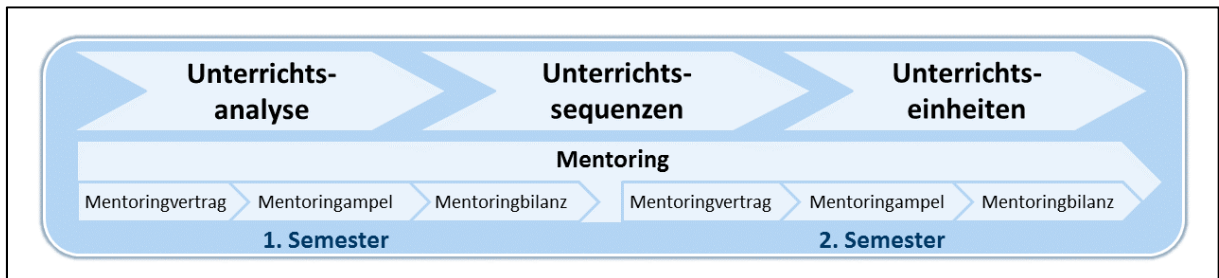 Unterrichts-
analyse
Unterrichts-
sequenzen
Unterrichts-
einheiten
Mentoring
Mentoringvertrag
Mentoringampel
Mentoringbilanz
Mentoringvertrag
Mentoringampel
Mentoringbilanz
1. Semester
2. Semester